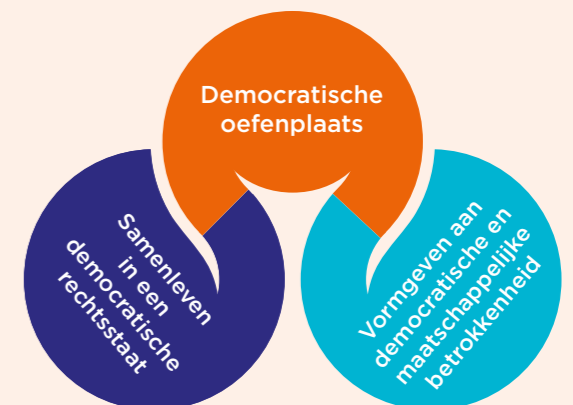 Democratische
oefenplaats
Samenleven
in een
democratische
rechtsstaat
Vormgeven aan
democratische en
maatschappelijke
betrokkenheid